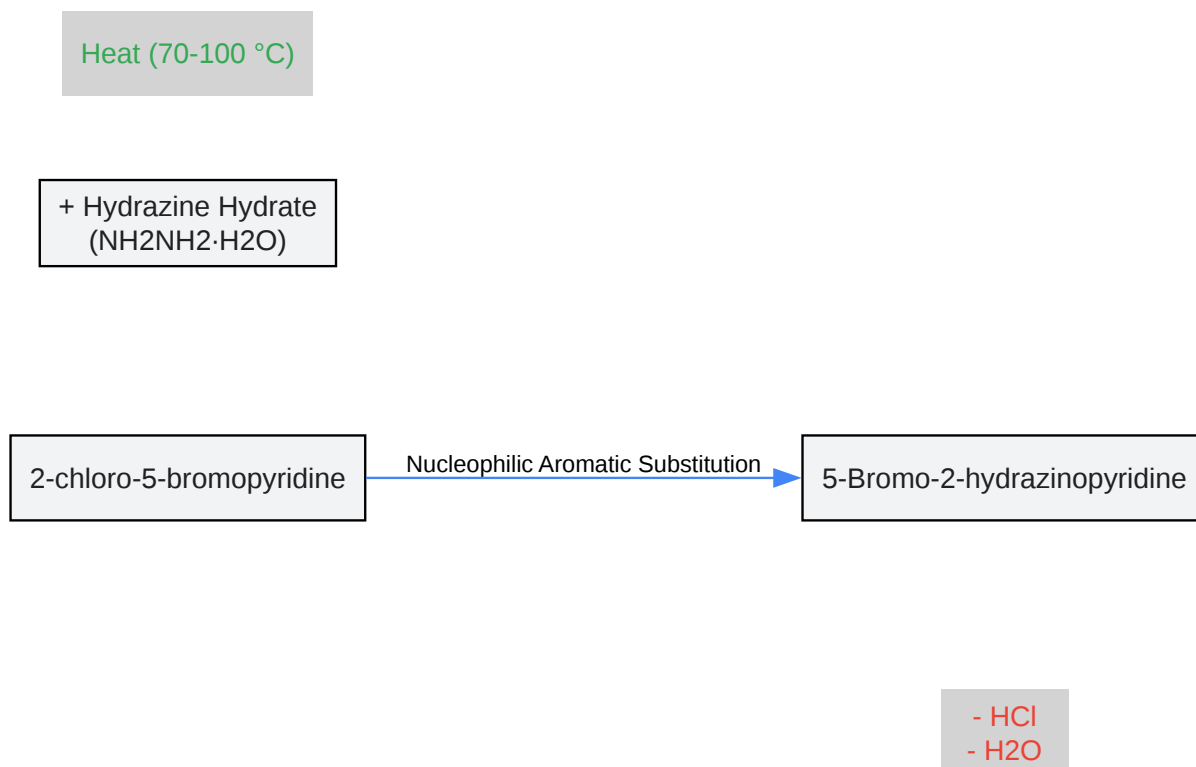 Heat (70-100 °C)
+ Hydrazine Hydrate
(NH2NH2·H2O)
2-chloro-5-bromopyridine
Nucleophilic Aromatic Substitution
5-Bromo-2-hydrazinopyridine
- HCl
- H2O